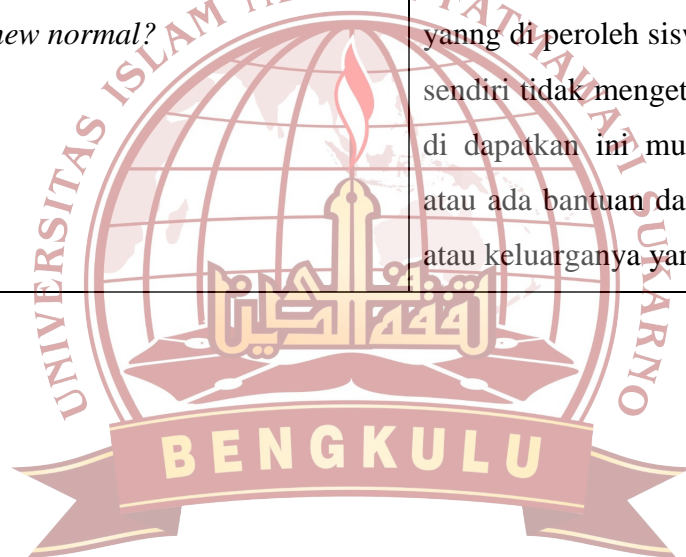 new normal?
yanng di peroleh sisw
sendiri tidak menget
di dapatkan ini mu
atau ada bantuan da
atau keluarganya yan
UNIVERSITAS ISLAM
FATMAWATI SUKARNO
BENGKULU